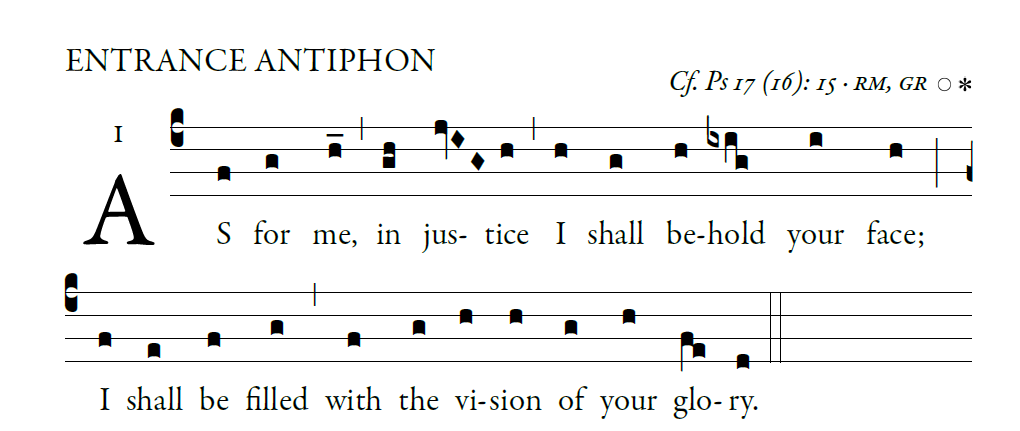 ENTRANCE ANTIPHON
Cf. Ps 17 (16): 15 · RM, GR ○ *
1
AS for me, in jus- tice I shall be-hold your face;
I shall be filled with the vi-sion of your glo- ry.